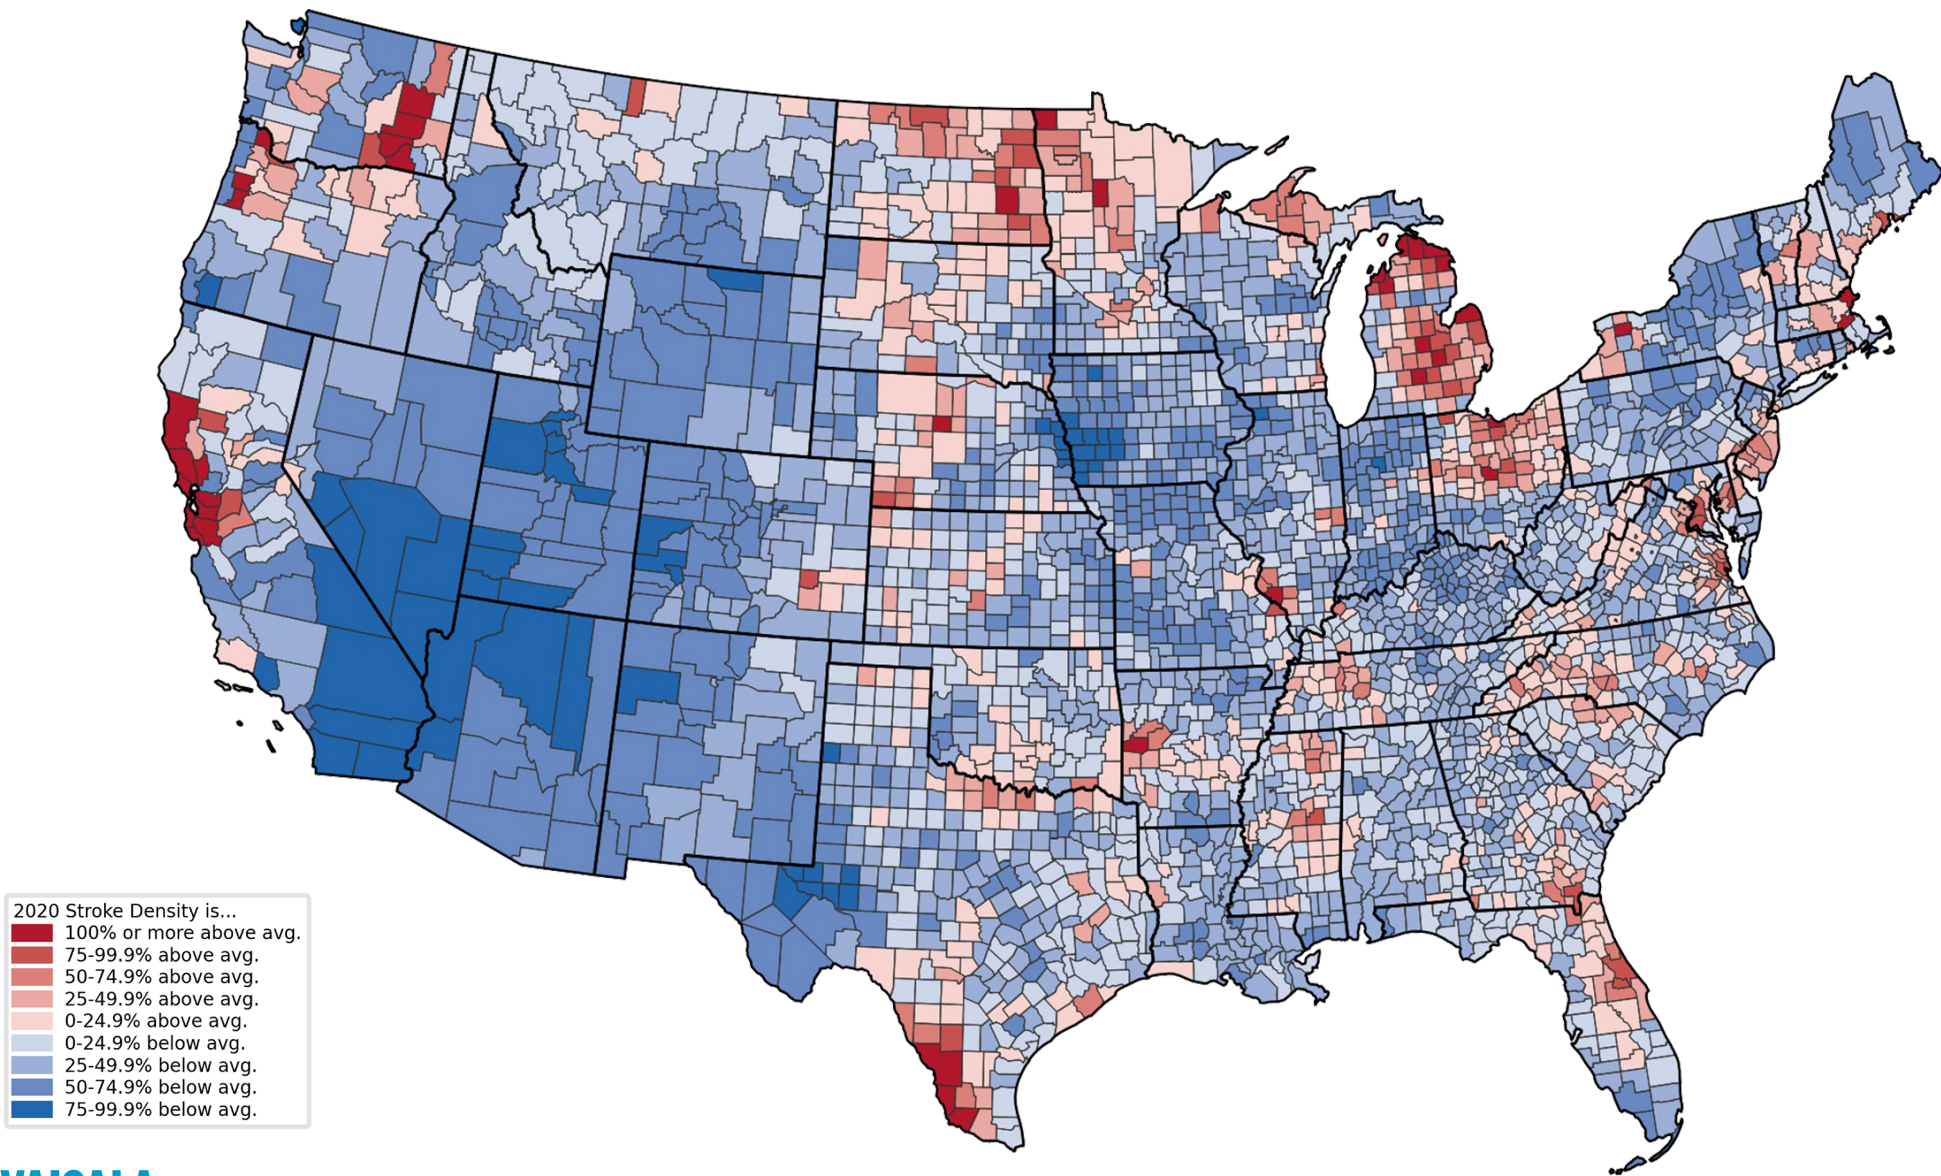 2020 Stroke Density is...
100% or more above avg.
75-99.9% above avg.
50-74.9% above avg.
25-49.9% above avg.
0-24.9% above avg.
0-24.9% below avg.
25-49.9% below avg.
50-74.9% below avg.
75-99.9% below avg.
VAISALA